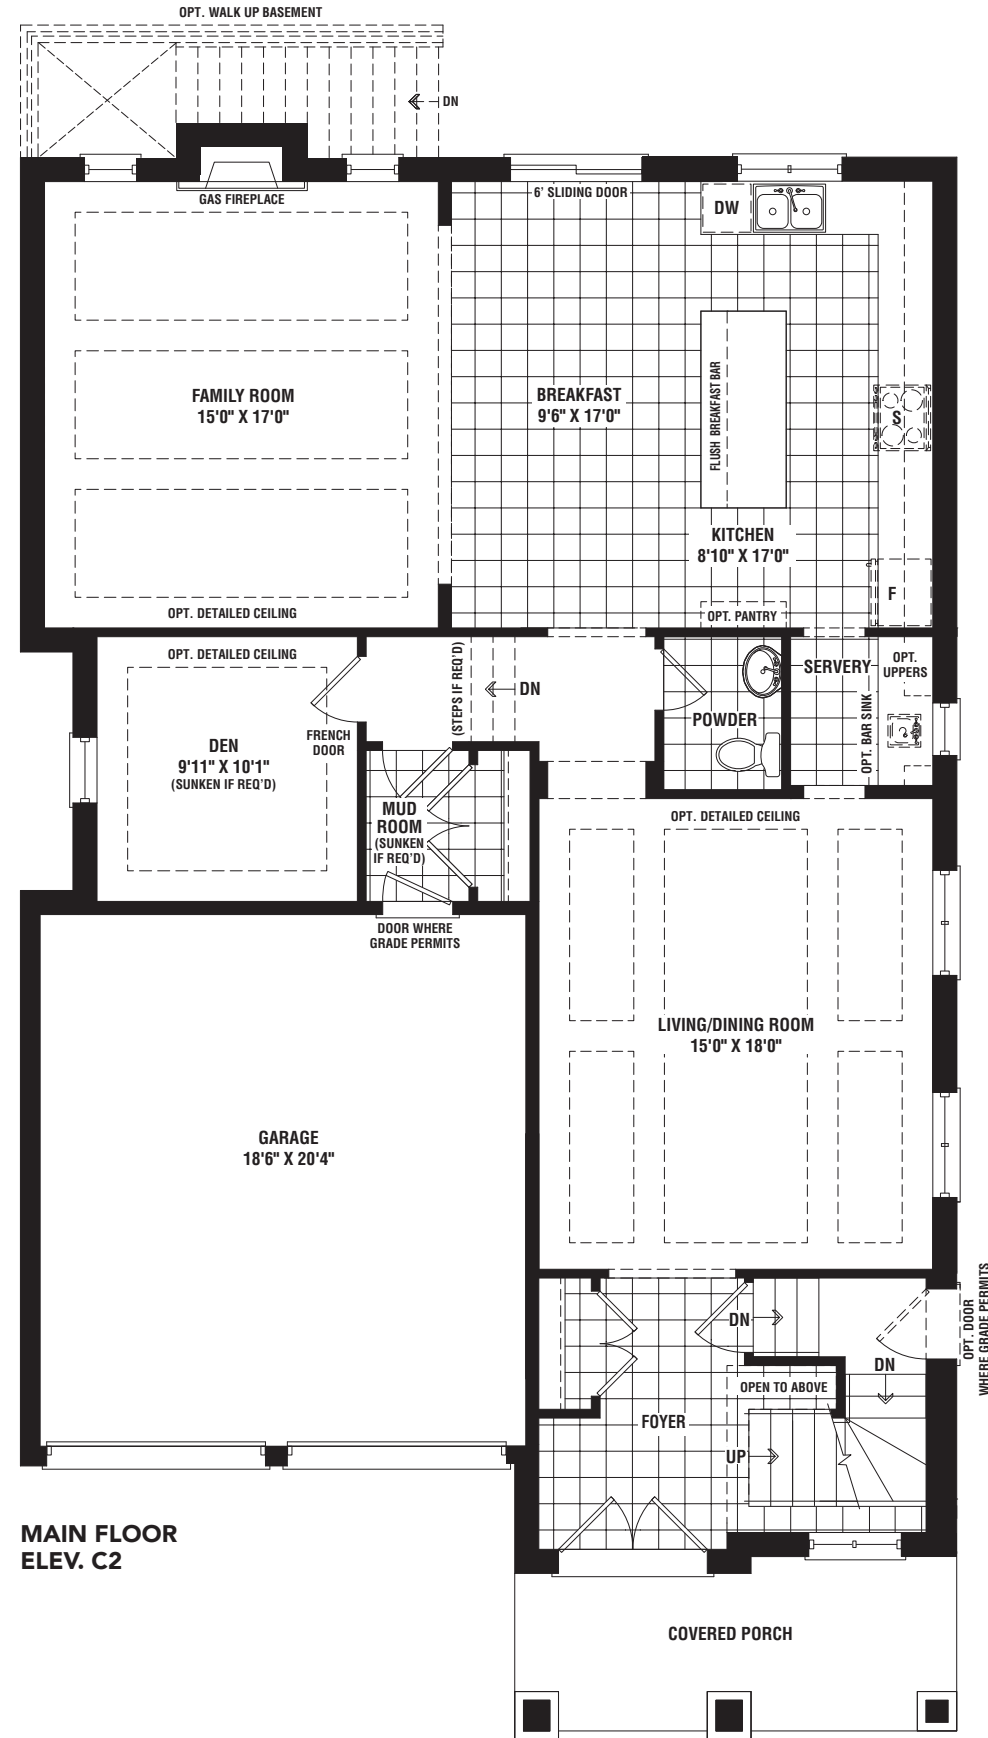 OPT. WALK UP BASEMENT
DN
GAS FIREPLACE
6' SLIDING DOOR
DW
FAMILY ROOM
15'0" X 17'0"
BREAKFAST
9'6" X 17'0"
FLUSH BREAKFAST BAR
S
KITCHEN
8'10" X 17'0"
F
OPT. DETAILED CEILING
OPT. PANTRY
OPT. DETAILED CEILING
(STEPS IF REQ'D)
DN
SERVERY
OPT.
UPPERS
FRENCH
DOOR
DEN
9'11" X 10'1"
(SUNKEN IF REQ'D)
POWDER
OPT. BAR SINK
MUD
ROOM
(SUNKEN
IF REQ'D)
OPT. DETAILED CEILING
DOOR WHERE
GRADE PERMITS
LIVING/DINING ROOM
15'0" X 18'0"
GARAGE
18'6" X 20'4"
DN
OPT. DOOR
WHERE GRADE PERMITS
DN
OPEN TO ABOVE
FOYER
UP
MAIN FLOOR
ELEV. C2
COVERED PORCH